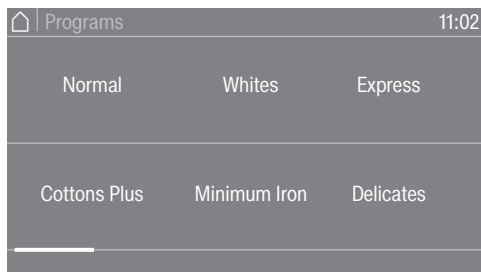 Programs 11:02
Normal Whites Express
Cottons Plus Minimum Iron Delicates